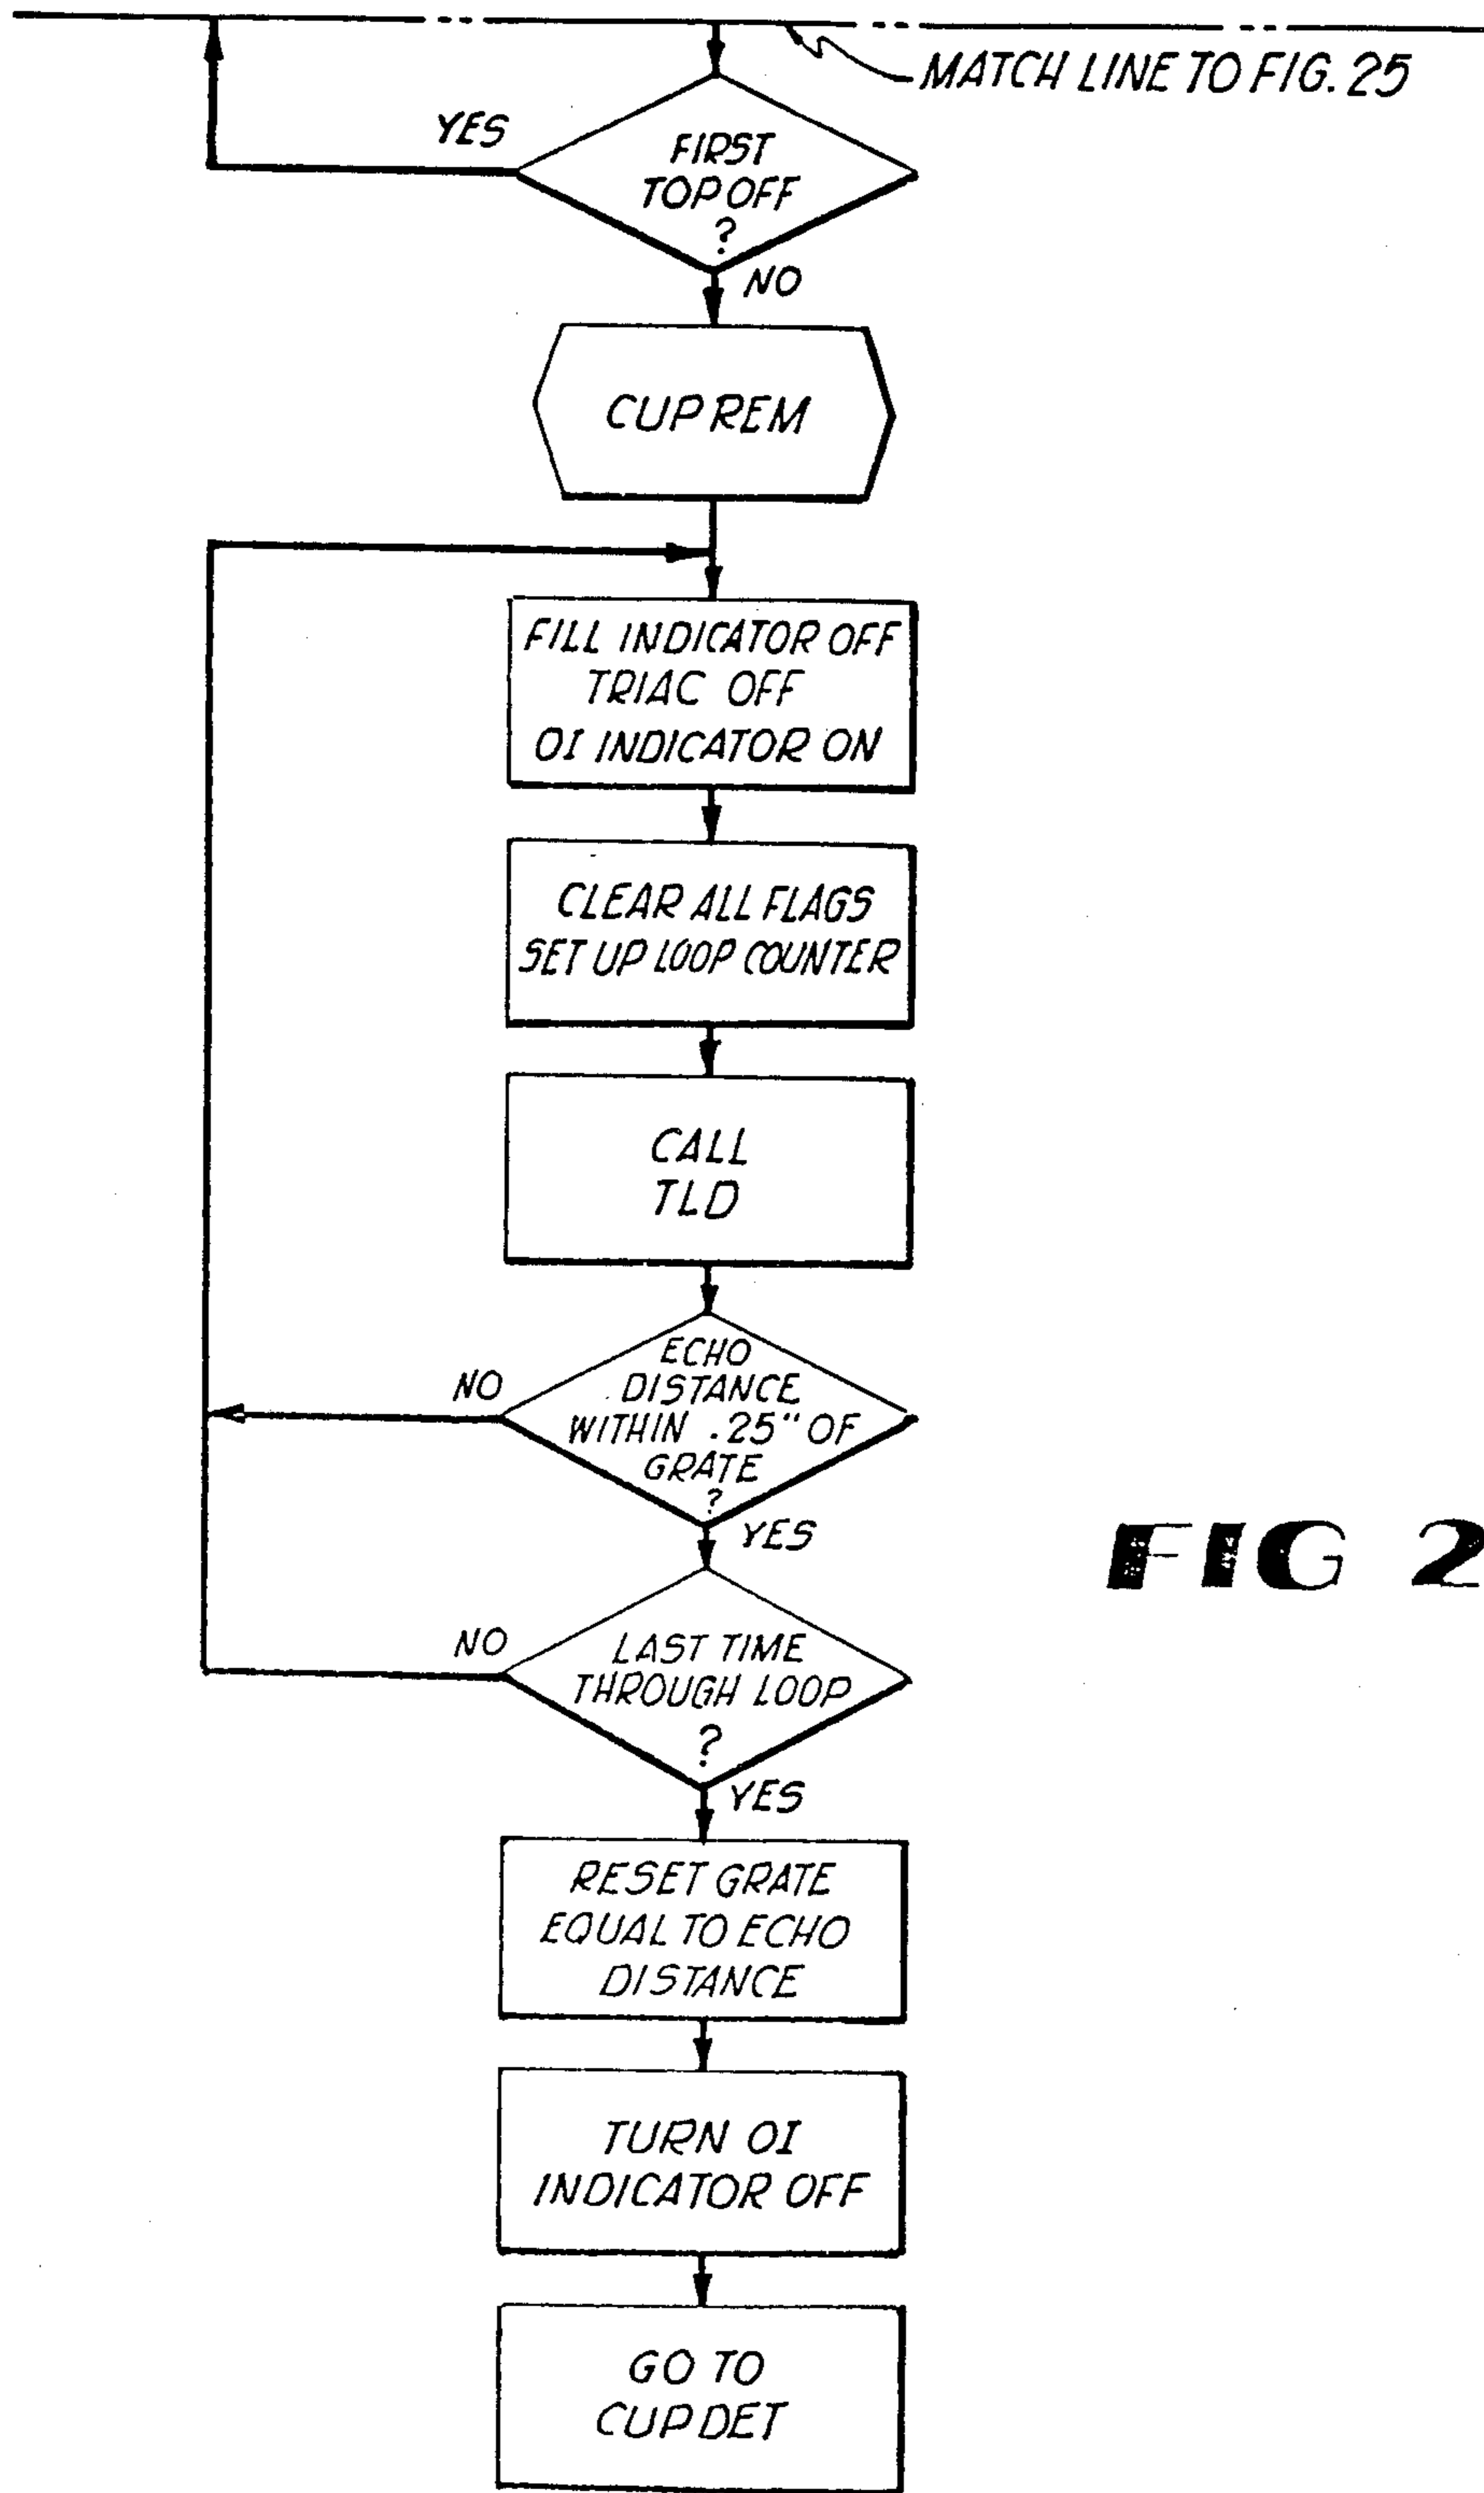 MATCH LINE TO FIG. 25
YES
FIRST
TOP OFF
?
NO
CUP REM
FILL INDICATOR OFF
TRIAC OFF
OI INDICATOR ON
CLEAR ALL FLAGS
SET UP LOOP COUNTER
CALL
TLD
ECHO
DISTANCE
WITHIN .25" OF
GRATE
?
NO
YES
FIG 2
LAST TIME
THROUGH LOOP
?
NO
YES
RESET GRATE
EQUAL TO ECHO
DISTANCE
TURN OI
INDICATOR OFF
GO TO
CUP DET